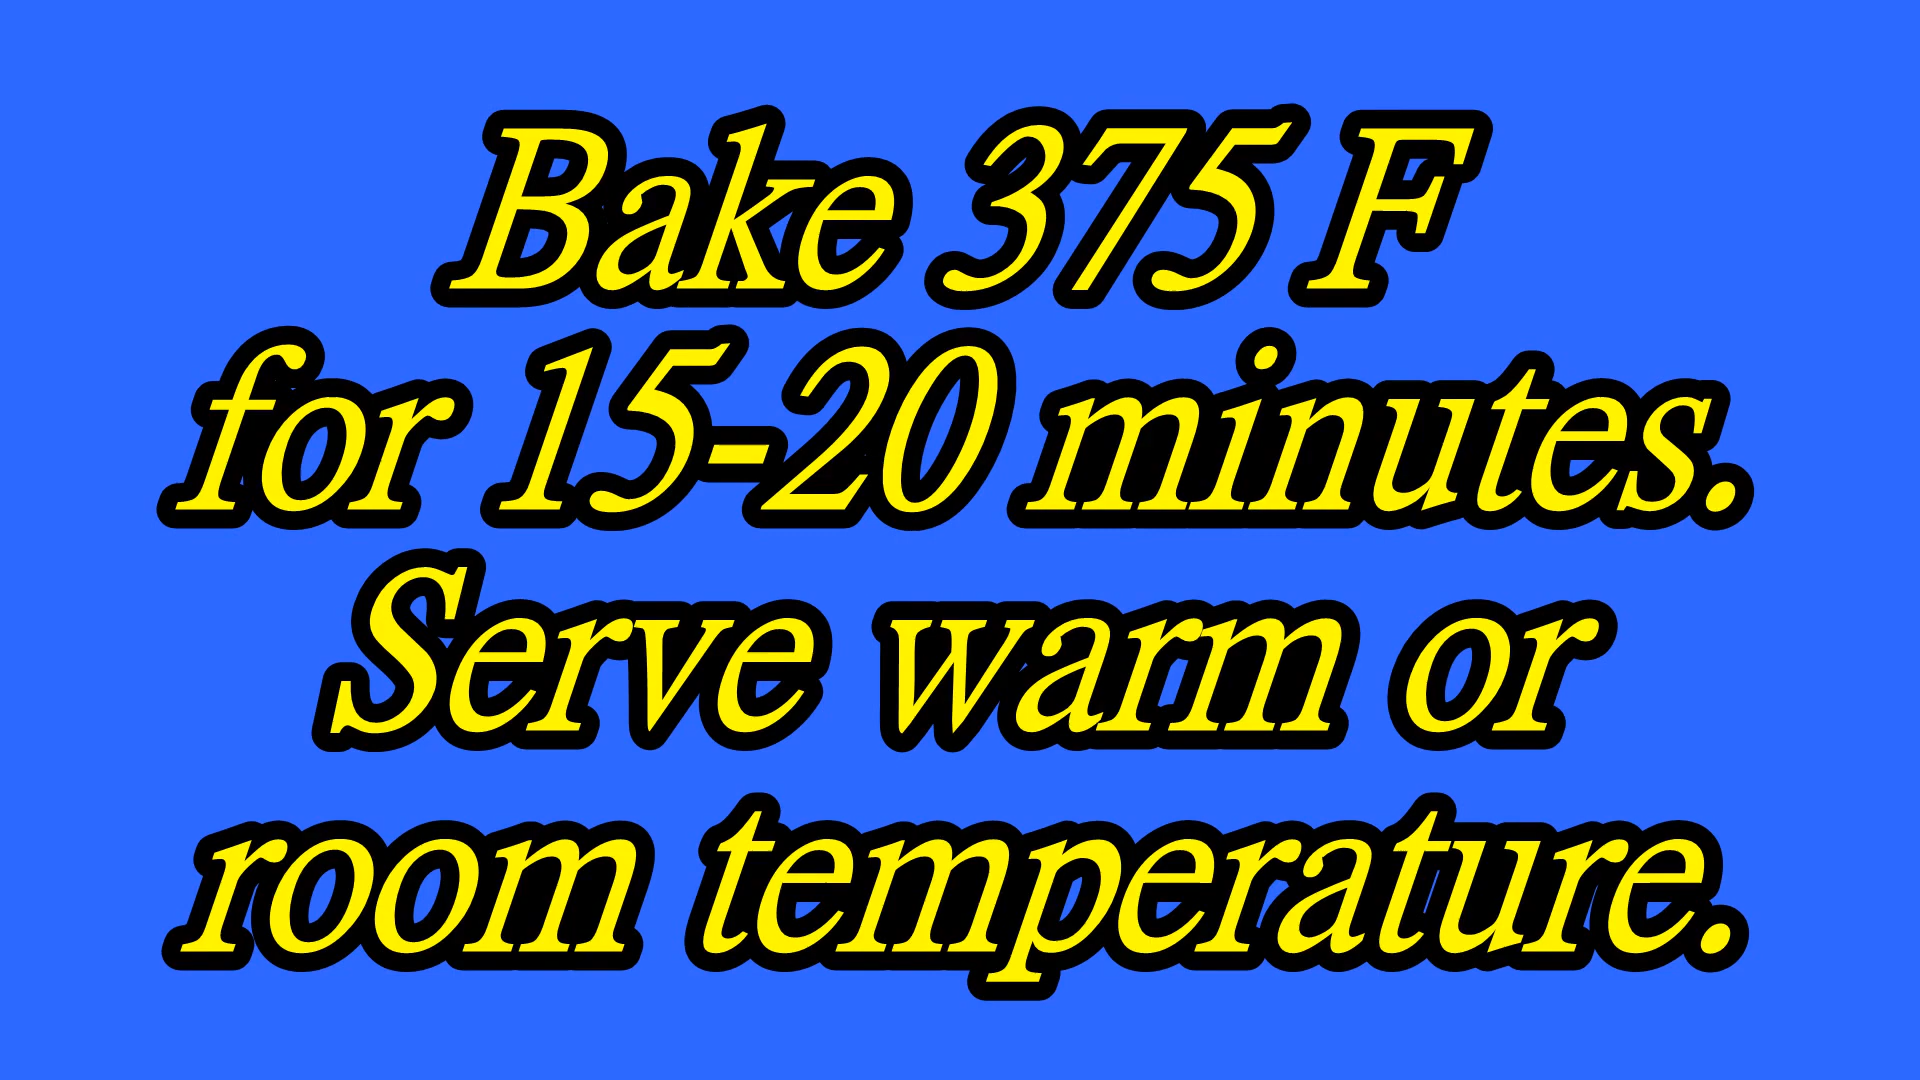 Bake 375 F
for 15-20 minutes.
Serve warm or
room temperature.